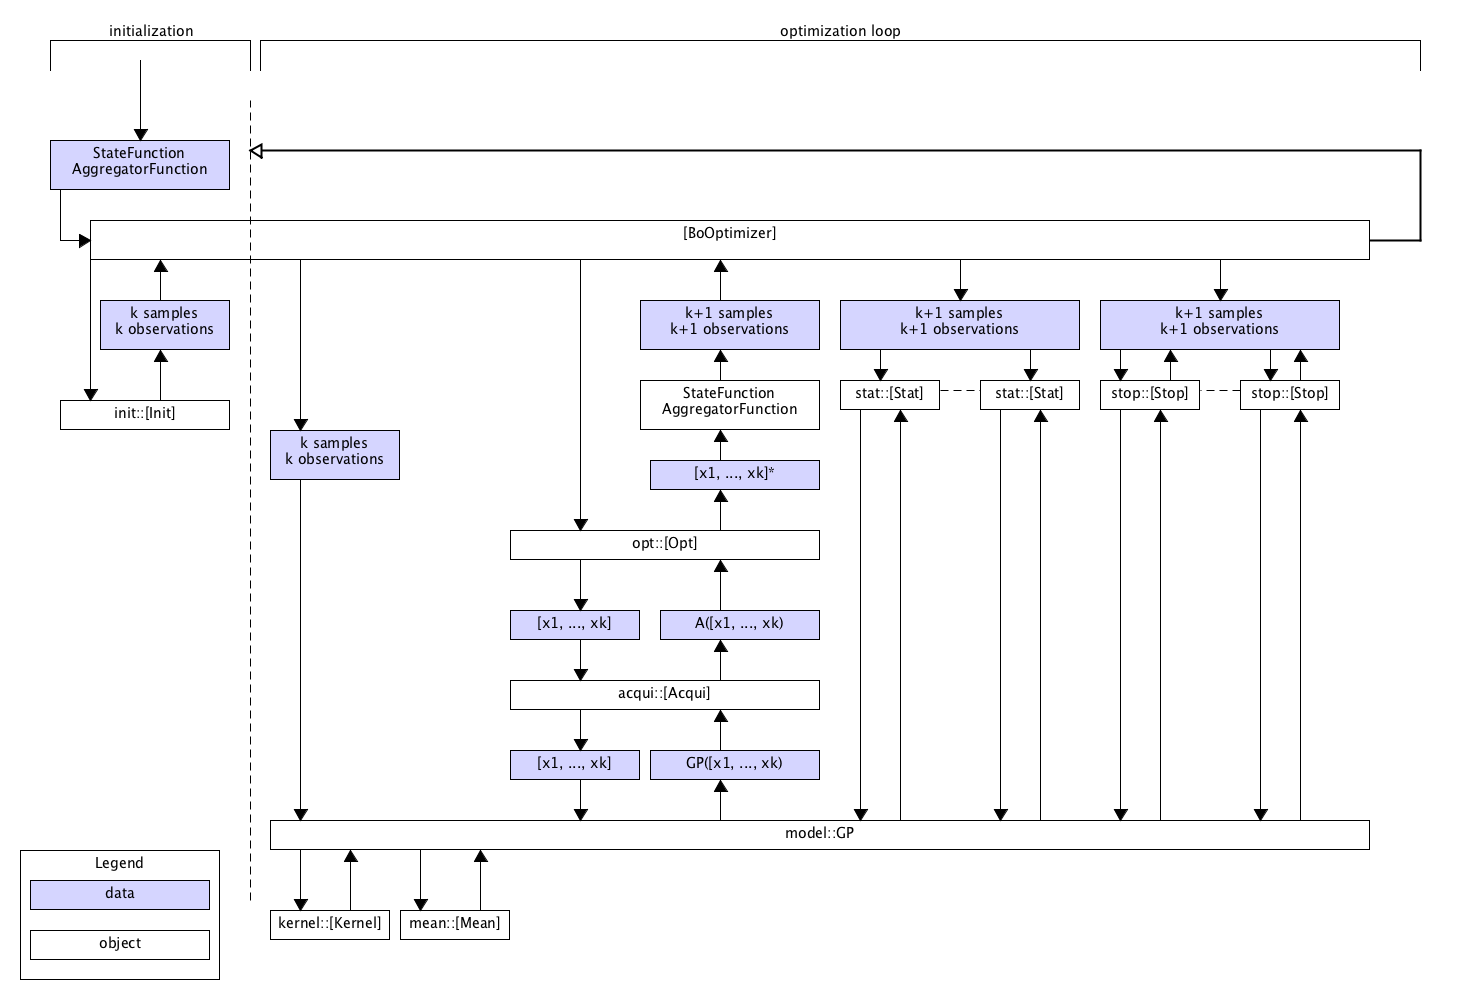 initialization
optimization loop
StateFunction
AggregatorFunction
[BoOptimizer]
k samples
k observations
k+1 samples
k+1 observations
k+1 samples
k+1 observations
k+1 samples
k+1 observations
init::[Init]
StateFunction
AggregatorFunction
stat::[Stat]
stat::[Stat]
stop::[Stop]
stop::[Stop]
k samples
k observations
[x1, ..., xk]*
opt::[Opt]
[x1, ..., xk]
A([x1, ..., xk)
acqui::[Acqui]
[x1, ..., xk]
GP([x1, ..., xk)
model::GP
Legend
data
object
kernel::[Kernel]
mean::[Mean]